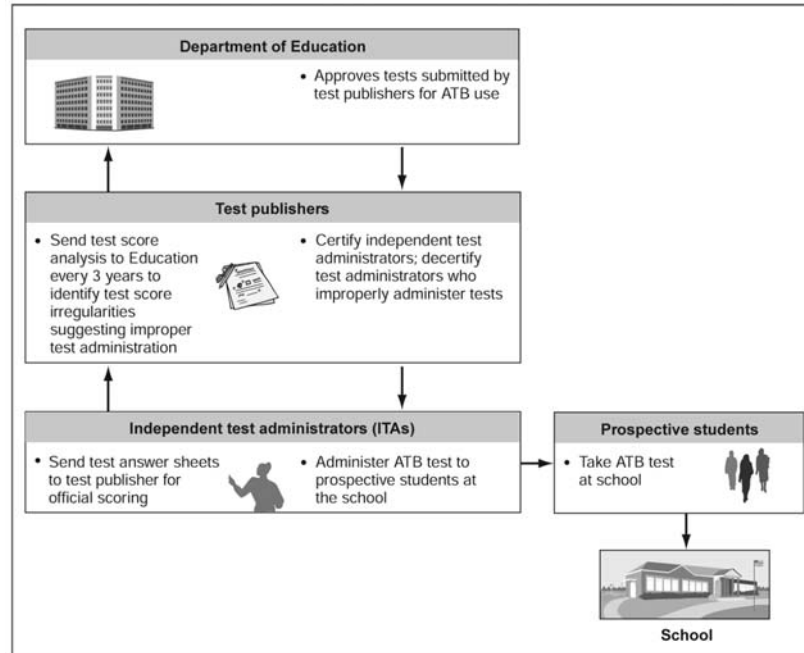 Department of Education
• Approves tests submitted by
test publishers for ATB use
Test publishers
• Send test score
analysis to Education
every 3 years to
identify test score
irregularities
suggesting improper
test administration
• Certify independent test
administrators; decertify
test administrators who
improperly administer tests
Independent test administrators (ITAs)
• Send test answer sheets
to test publisher for
official scoring
• Administer ATB test to
prospective students at
the school
Prospective students
• Take ATB test
at school
School